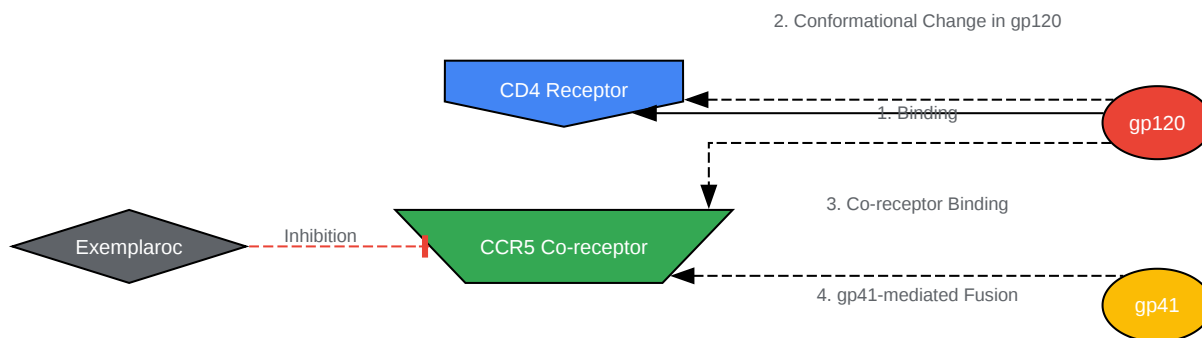 2. Conformational Change in gp120
CD4 Receptor
1. Binding
gp120
3. Co-receptor Binding
Exemplaroc
Inhibition
CCR5 Co-receptor
4. gp41-mediated Fusion
gp41